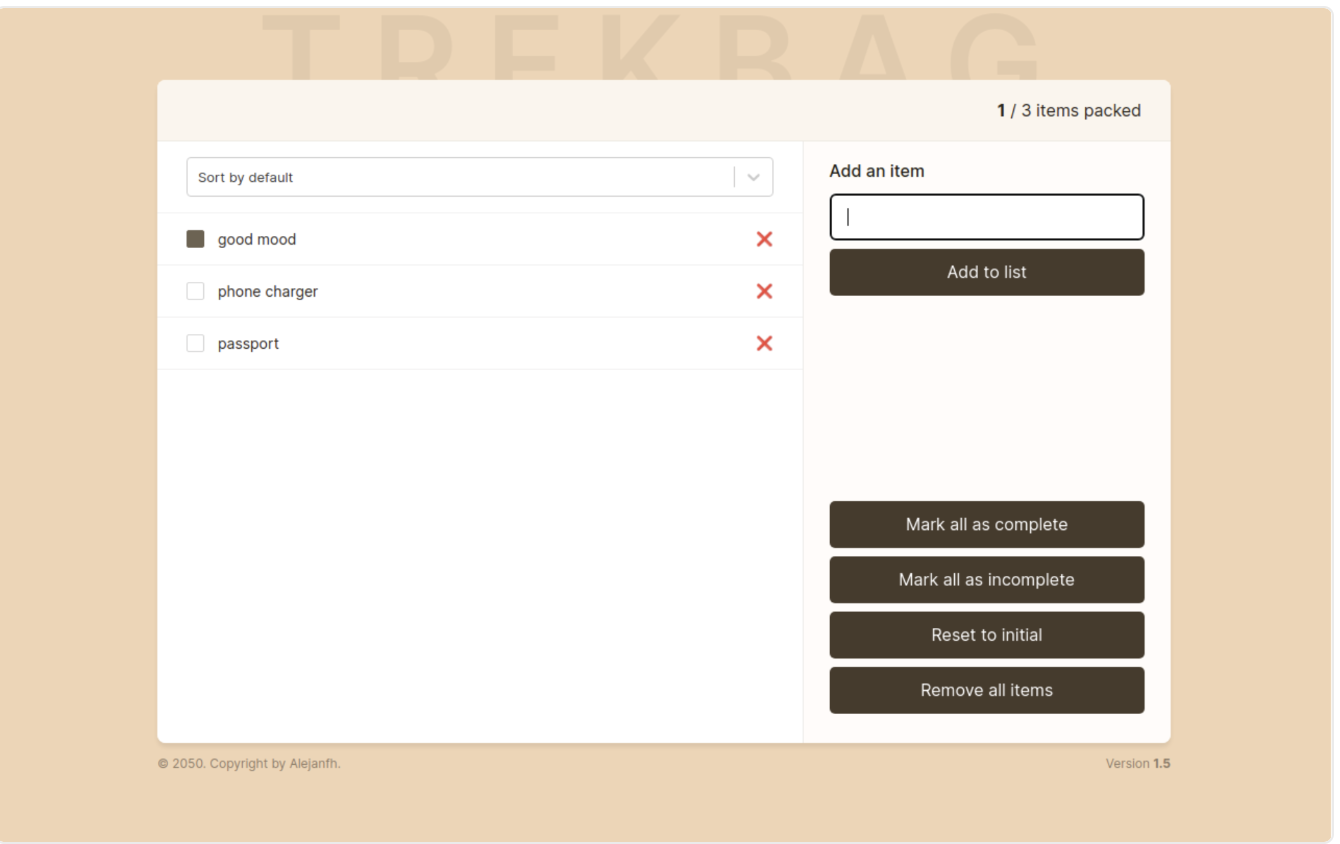 TREKBAG
1 / 3 items packed
Sort by default
good mood
phone charger
passport
Add an item
Add to list
Mark all as complete
Mark all as incomplete
Reset to initial
Remove all items
© 2050. Copyright by Alejanfh.
Version 1.5